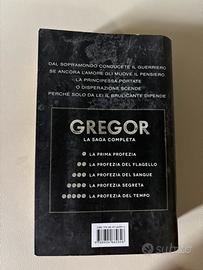 DAL SOPRAMONDO CONDUCETE IL GUERRIERO
SE ANCORA L'AMORE GLI MUOVE IL PENSIERO
LA PRINCIPESSA PORTATE
O DISPERAZIONE SCENDE
PERCHÉ SOLO DA LEI IL BRULICANTE DIPENDE
GREGOR
LA SAGA COMPLETA
LA PRIMA PROFEZIA
LA PROFEZIA DEL FLAGELLO
LA PROFEZIA DEL SANGUE
LA PROFEZIA SEGRETA
LA PROFEZIA DEL TEMPO
Subito